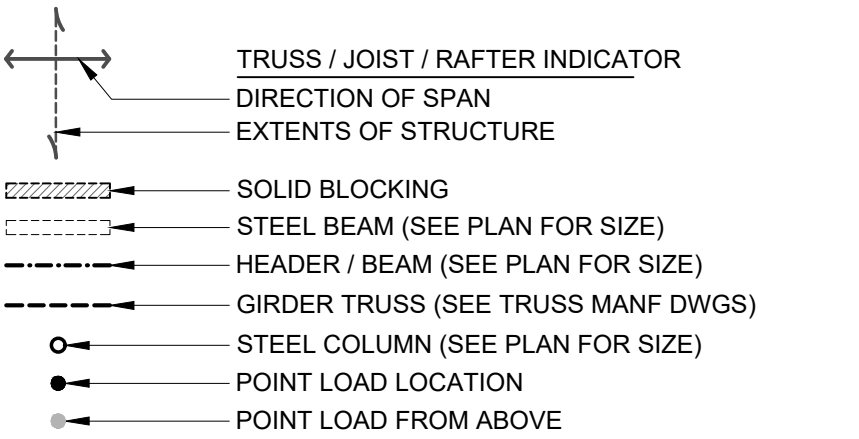 TRUSS / JOIST / RAFTER INDICATOR
DIRECTION OF SPAN
EXTENTS OF STRUCTURE
SOLID BLOCKING
STEEL BEAM (SEE PLAN FOR SIZE)
HEADER / BEAM (SEE PLAN FOR SIZE)
GIRDER TRUSS (SEE TRUSS MANF DWGS)
STEEL COLUMN (SEE PLAN FOR SIZE)
POINT LOAD LOCATION
POINT LOAD FROM ABOVE